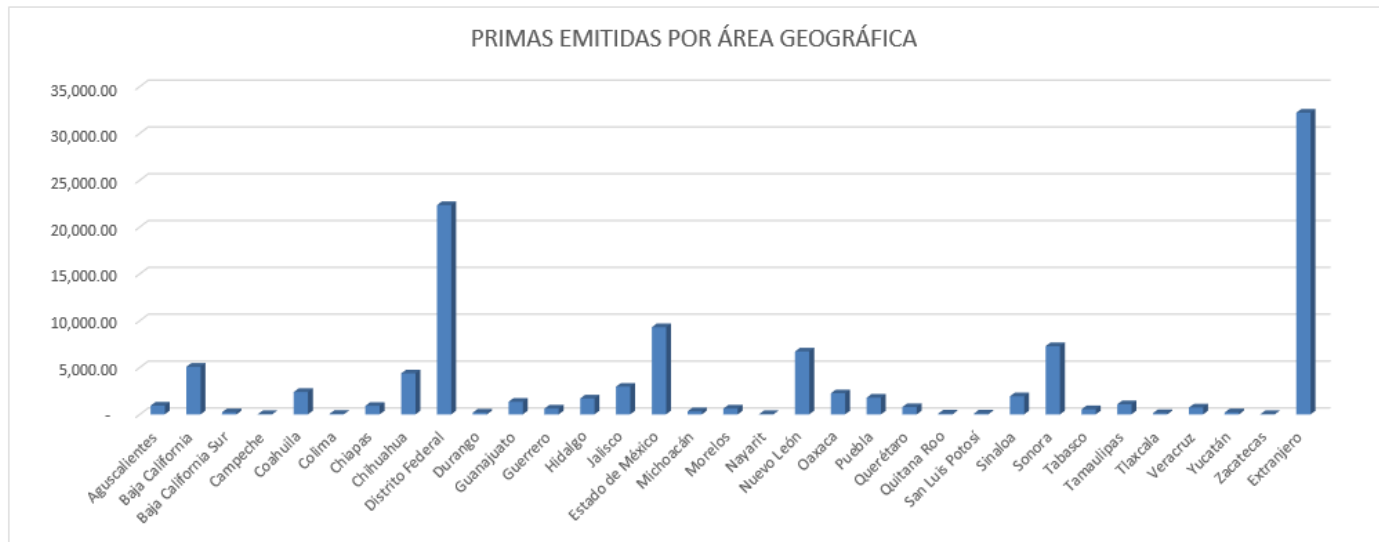 PRIMAS EMITIDAS POR ÁREA GEOGRÁFICA
35,000.00
30,000.00
25,000.00
20,000.00
15,000.00
10,000.00
5,000.00
-
Aguscalientes
Baja California
Baja California Sur
Campeche
Coahuila
Colima
Chiapas
Chihuahua
Distrito Federal
Durango
Guanajuato
Guerrero
Hidalgo
Jalisco
Estado de México
Michoacán
Morelos
Nayarit
Nuevo León
Oaxaca
Puebla
Querétaro
Quitana Roo
San Luis Potosí
Sinaloa
Sonora
Tabasco
Tamaulipas
Tlaxcala
Veracruz
Yucatán
Zacatecas
Extranjero